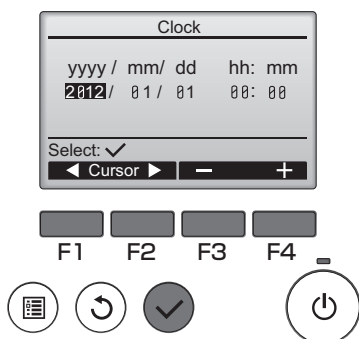 Clock
yyyy / mm/ dd hh: mm
2012/ 01/ 01 00: 00
Select: ✓
◀ Cursor ▶ − +
F1 F2 F3 F4